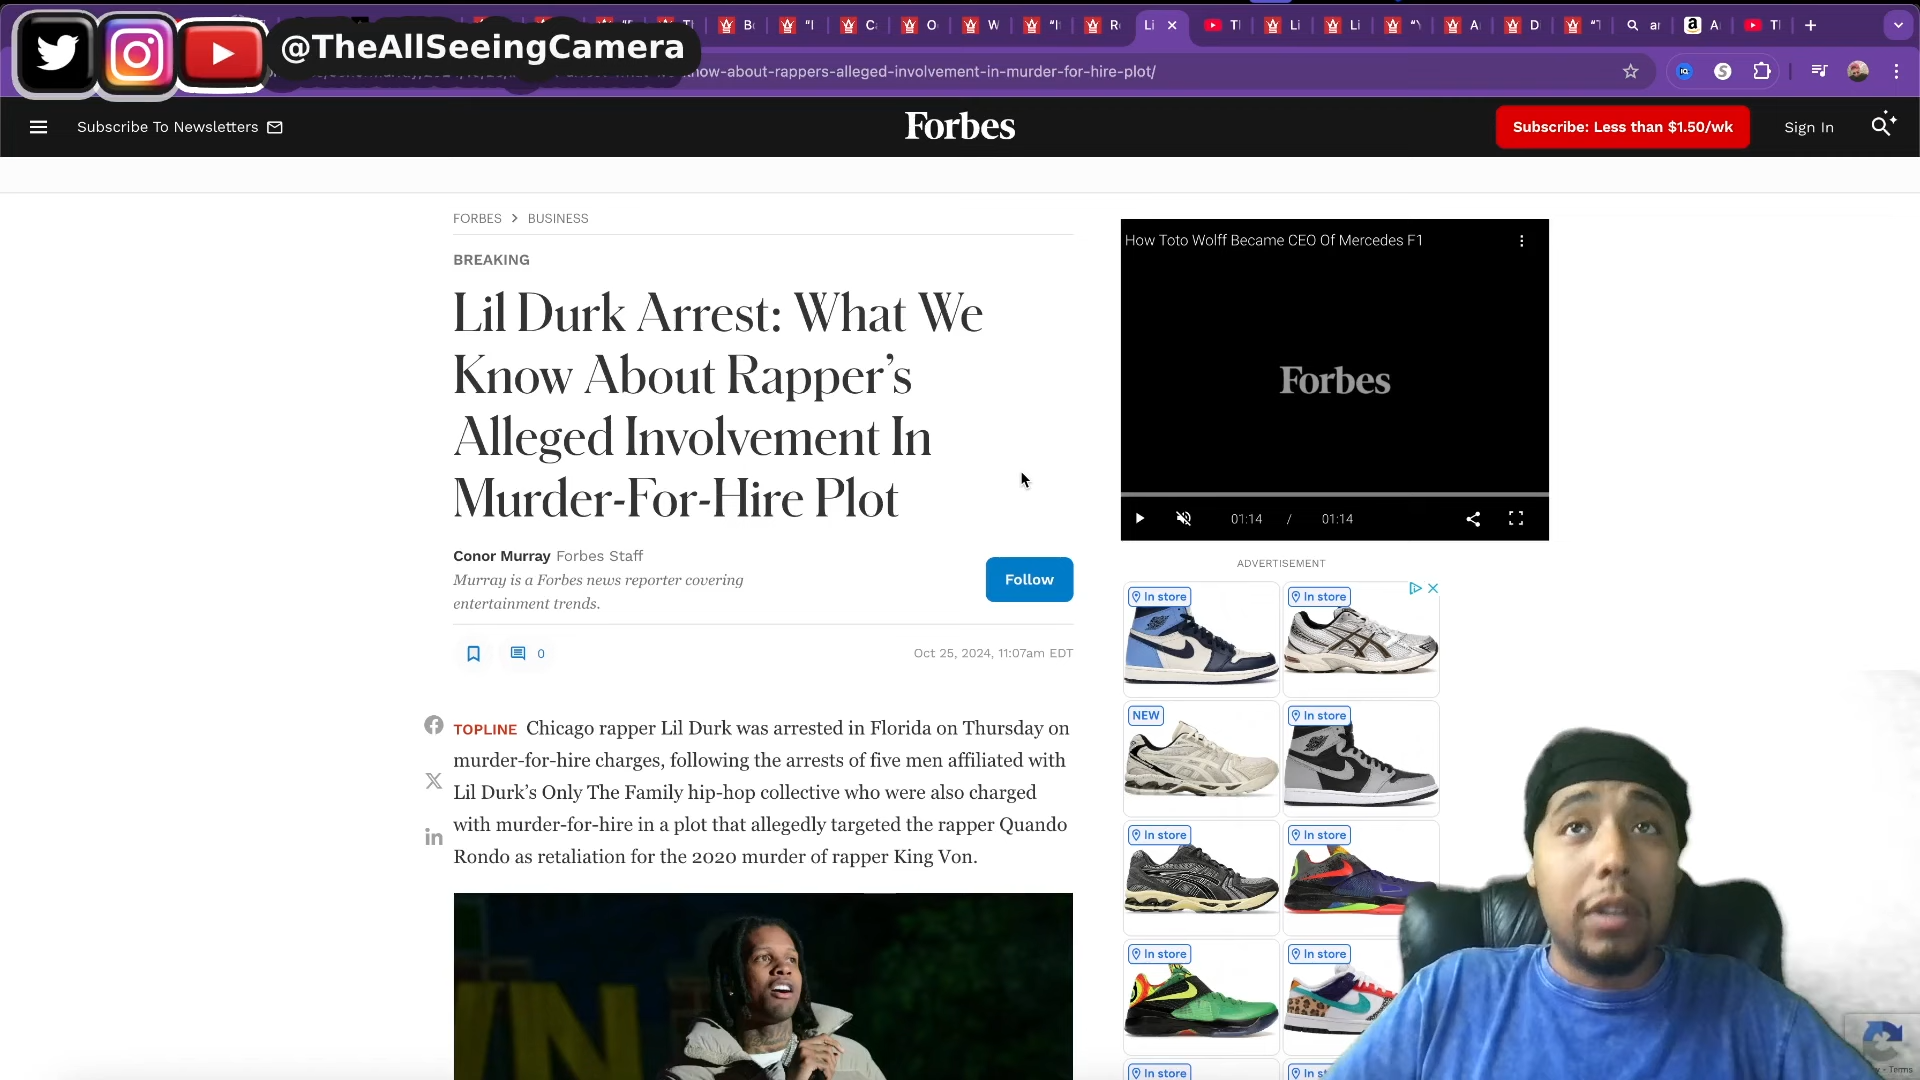 @TheAllSeeingCamera
know-about-rappers-alleged-involvement-in-murder-for-hire-plot/
Subscribe To Newsletters
Forbes
Subscribe: Less than $1.50/wk
Sign In
FORBES > BUSINESS
BREAKING
Lil Durk Arrest: What We
Know About Rapper’s
Alleged Involvement In
Murder-For-Hire Plot
Conor Murray Forbes Staff
Murray is a Forbes news reporter covering
entertainment trends.
Follow
0
Oct 25, 2024, 11:07am EDT
TOPLINE Chicago rapper Lil Durk was arrested in Florida on Thursday on
murder-for-hire charges, following the arrests of five men affiliated with
Lil Durk’s Only The Family hip-hop collective who were also charged
with murder-for-hire in a plot that allegedly targeted the rapper Quando
Rondo as retaliation for the 2020 murder of rapper King Von.
How Toto Wolff Became CEO Of Mercedes F1
Forbes
01:14 / 01:14
ADVERTISEMENT
In store
In store
NEW
In store
In store
In store
In store
In store
In store
Terms